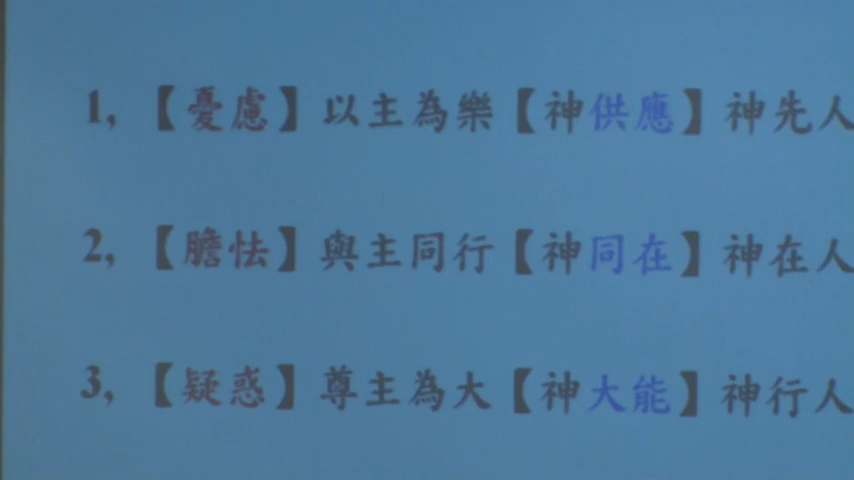 1, 【憂慮】以主為樂【神供應】神先人
2, 【膽怯】與主同行【神同在】神在人
3, 【疑惑】尊主為大【神大能】神行人